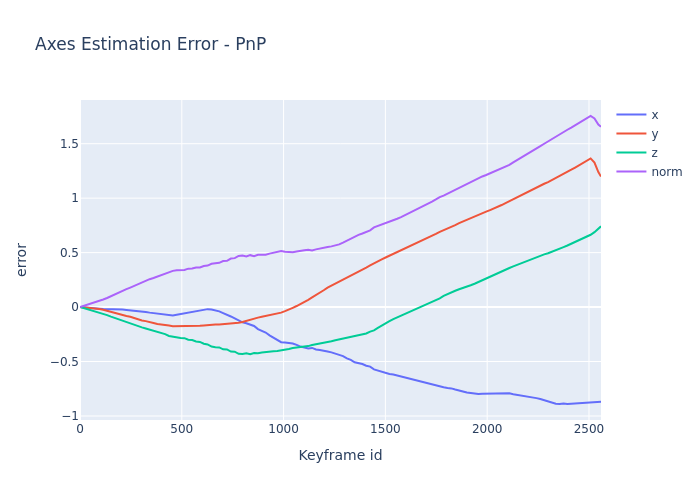 Axes Estimation Error - PnP
x
y
z
norm
1.5
1
0.5
0
−0.5
−1
0 500 1000 1500 2000 2500
error
Keyframe id